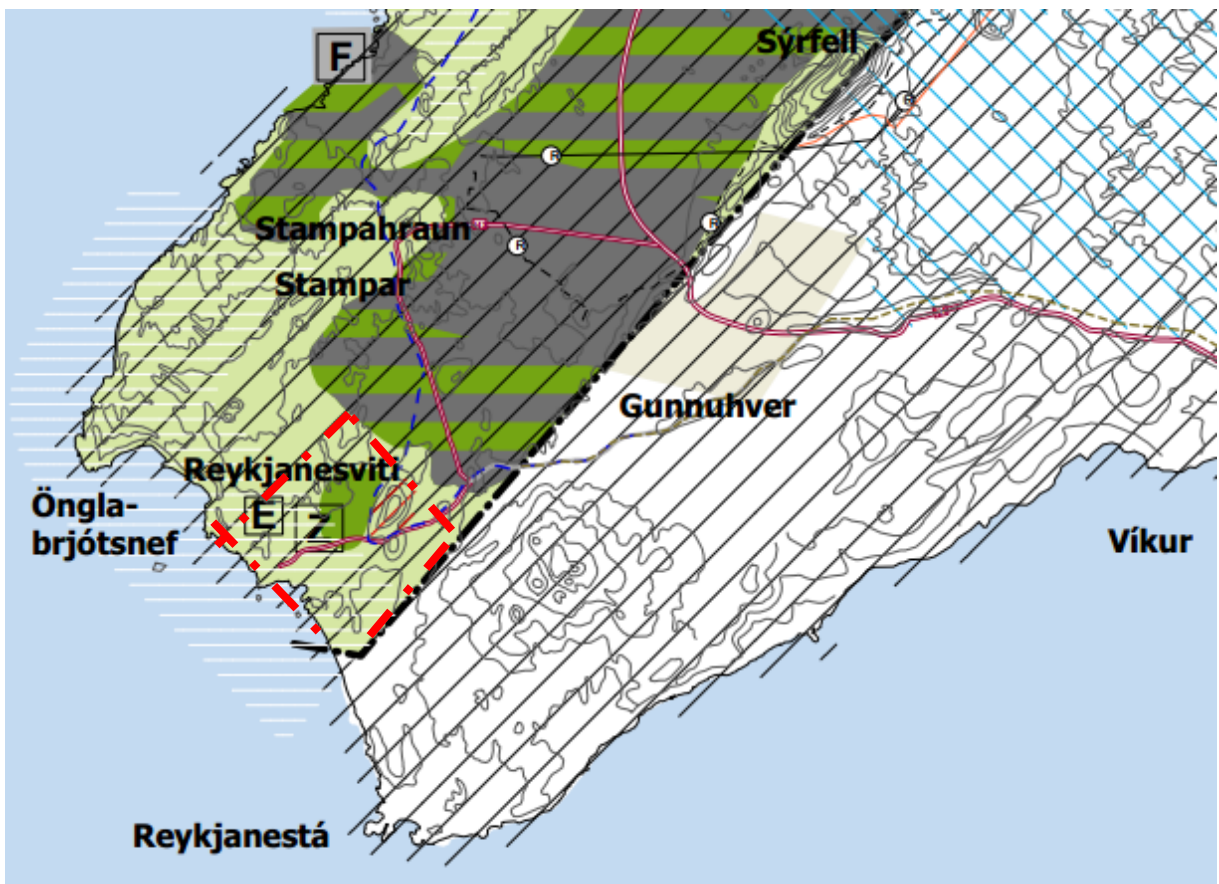 Sýrfell
F
F
F
Stampahraun
F
F
Stampar
Gunnuhver
Reykjanesviti
Öngla-
brjótsnef
E
Z
Víkur
Reykjanestá